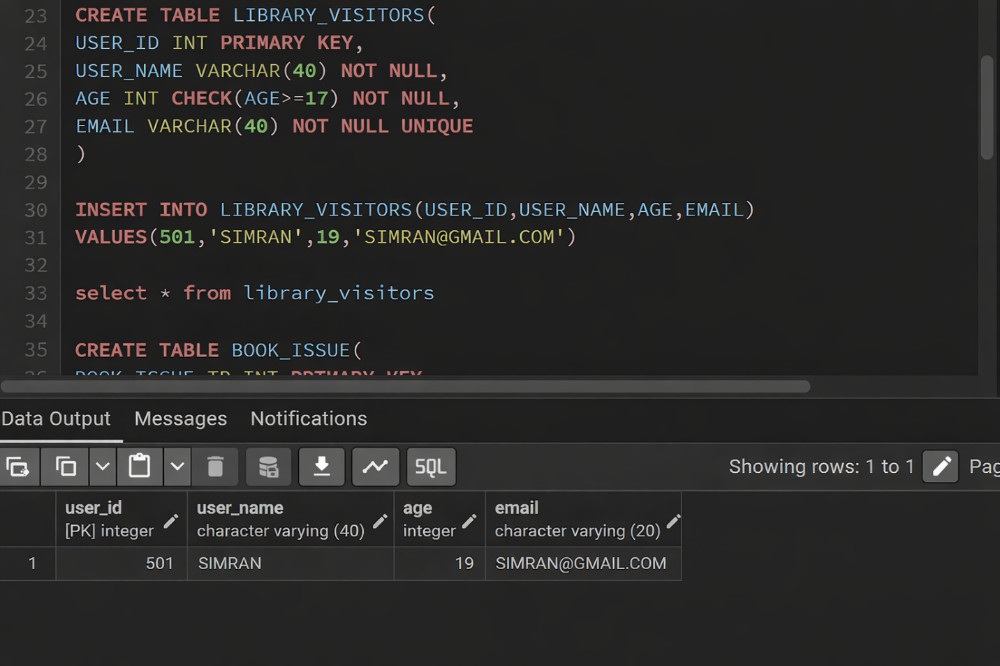 23 CREATE TABLE LIBRARY_VISITORS(
24 USER_ID INT PRIMARY KEY,
25 USER_NAME VARCHAR(40) NOT NULL,
26 AGE INT CHECK(AGE>=17) NOT NULL,
27 EMAIL VARCHAR(40) NOT NULL UNIQUE
28 )
29
30 INSERT INTO LIBRARY_VISITORS(USER_ID,USER_NAME,AGE,EMAIL)
31 VALUES(501,'SIMRAN',19,'SIMRAN@GMAIL.COM')
32
33 select * from library_visitors
34
35 CREATE TABLE BOOK_ISSUE(
Data Output Messages Notifications
SQL Showing rows: 1 to 1
user_id user_name age email
[PK] integer character varying (40) integer character varying (20)
1 501 SIMRAN 19 SIMRAN@GMAIL.COM